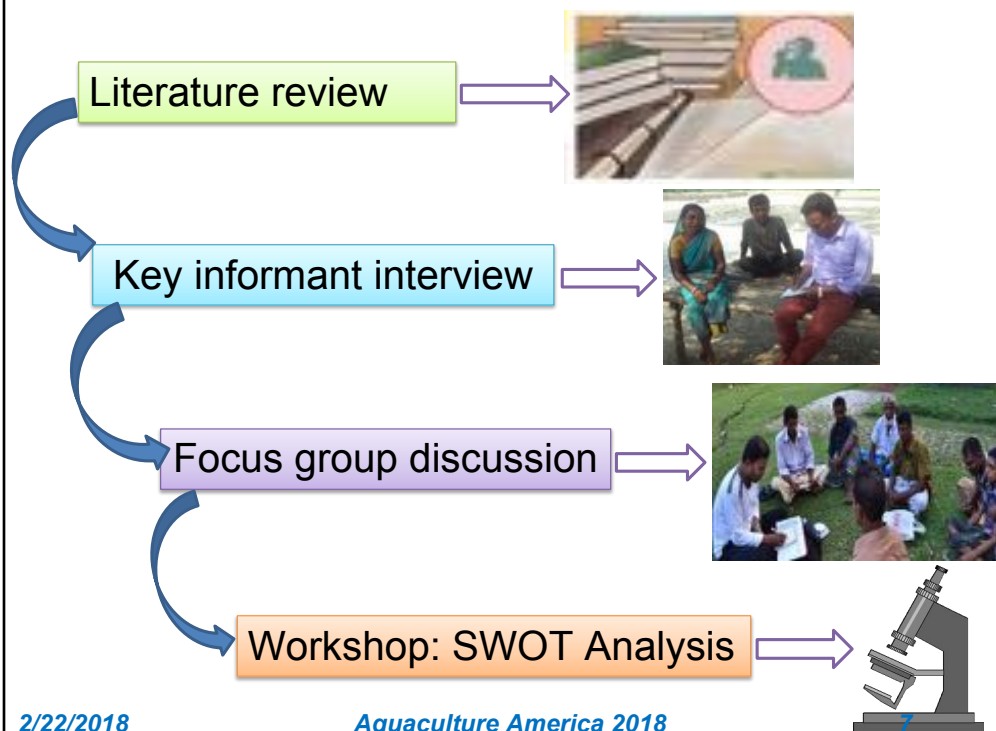 Literature review
Key informant interview
Focus group discussion
Workshop: SWOT Analysis
2/22/2018 Aquaculture America 2018 7